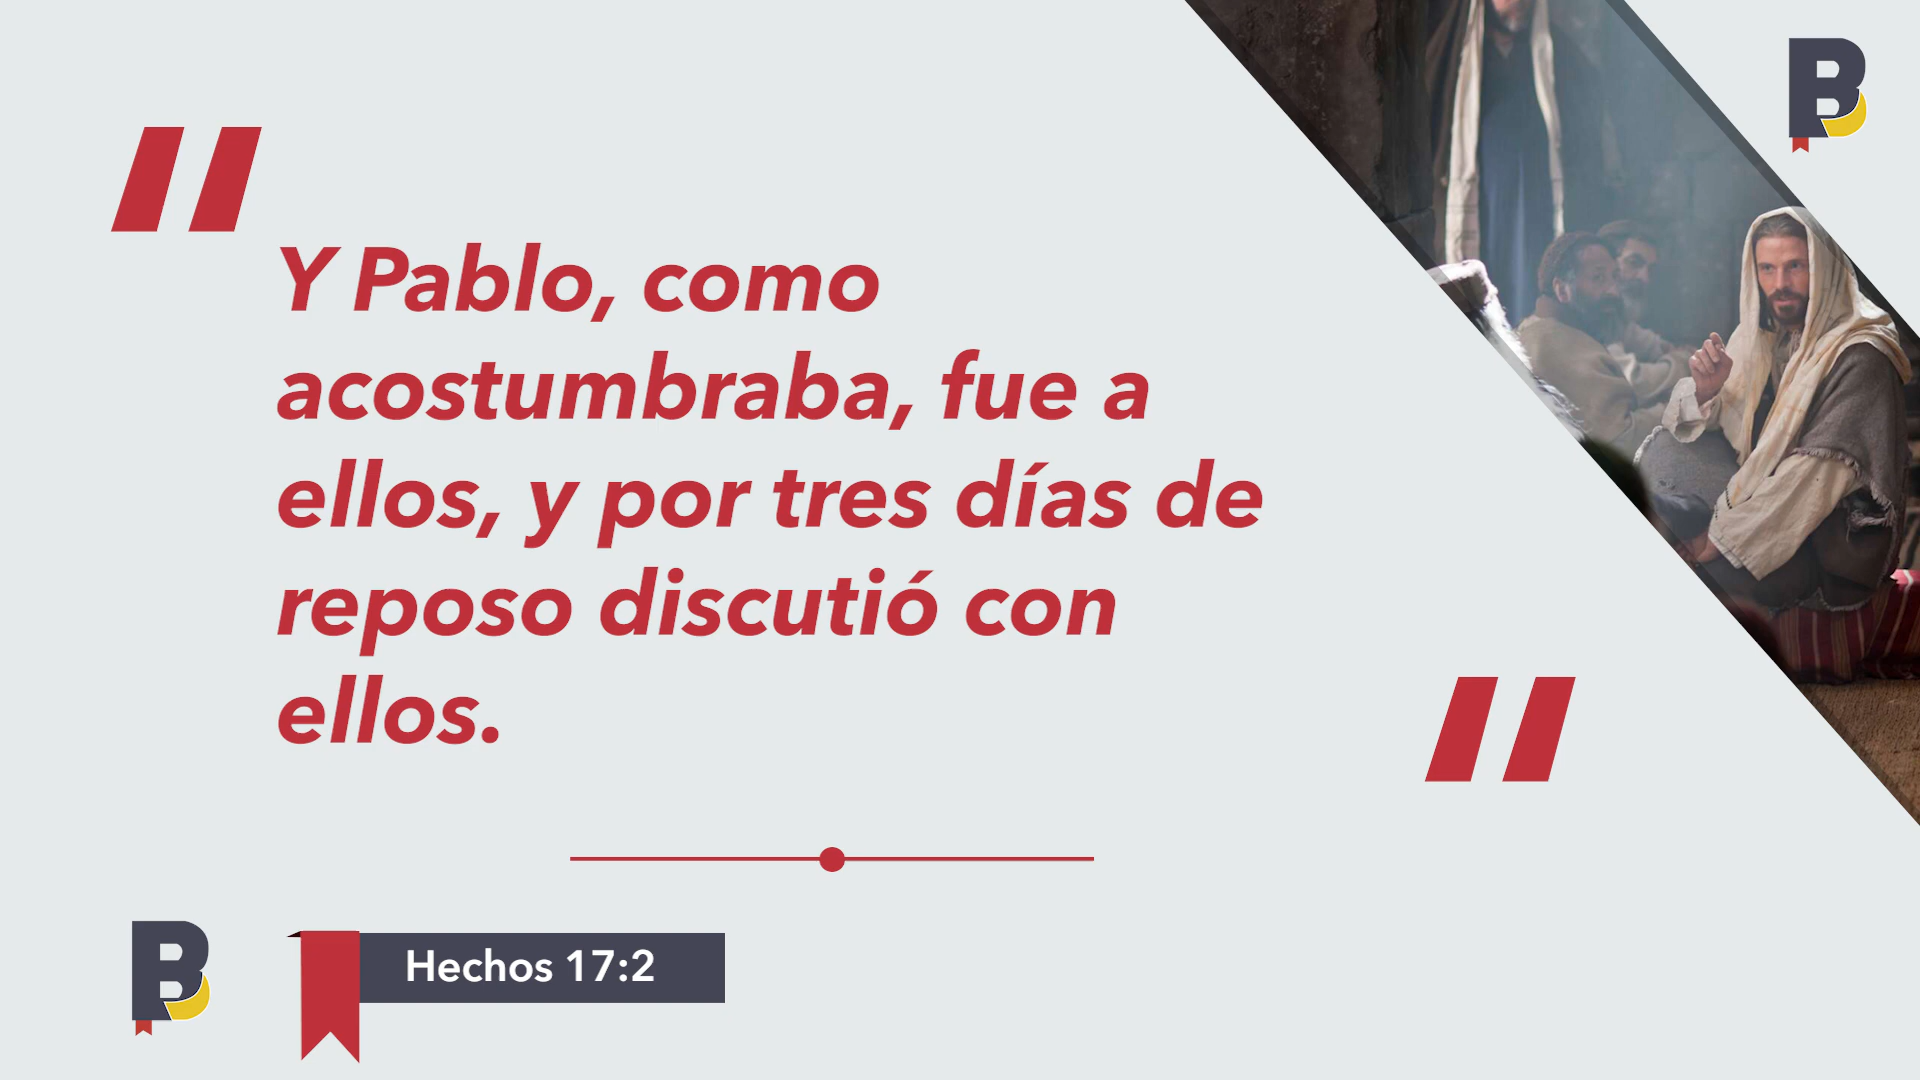 B
"
Y Pablo, como
acostumbraba, fue a
ellos, y por tres días de
reposo discutió con
ellos.
"
B
Hechos 17:2